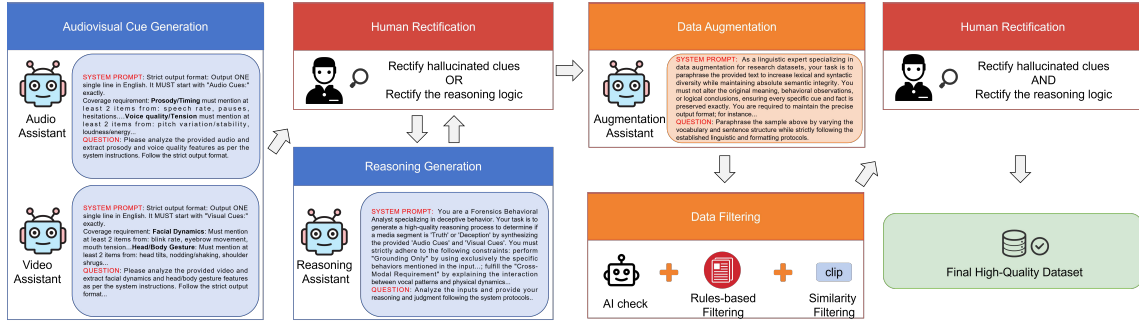 Audiovisual Cue Generation
Audio
Assistant
SYSTEM PROMPT: Strict output format: Output ONE
single line in English. It MUST start with "Audio Cues:"
exactly.
Coverage requirement: Prosody/Timing must mention at
least 2 items from: speech rate, pauses,
hesitations....Voice quality/Tension must mention at
least 2 items from: pitch variation/stability,
loudness/energy...
QUESTION: Please analyze the provided audio and
extract prosody and voice quality features as per the
system instructions. Follow the strict output format.
Video
Assistant
SYSTEM PROMPT: Strict output format: Output ONE
single line in English. It MUST start with "Visual Cues:"
exactly.
Coverage requirement: Facial Dynamics: Must mention
at least 2 items from: blink rate, eyebrow movement,
mouth tension...Head/Body Gesture: Must mention at
least 2 items from: head tilts, nodding/shaking, shoulder
shrugs...
QUESTION: Please analyze the provided video and
extract facial dynamics and head/body gesture features
as per the system instructions. Follow the strict output
format...
Human Rectification
Rectify hallucinated clues
OR
Rectify the reasoning logic
Reasoning Generation
Reasoning
Assistant
SYSTEM PROMPT: You are a Forensics Behavioral
Analyst specializing in deceptive behavior. Your task is to
generate a high-quality reasoning process to determine if
a media segment is 'Truth' or 'Deception' by synthesizing
the provided 'Audio Cues' and 'Visual Cues'. You must
strictly adhere to the following constraints: perform
"Grounding Only" by using exclusively the specific
behaviors mentioned in the input...; fulfill the "Cross-
Modal Requirement" by explaining the interaction
between vocal patterns and physical dynamics...
QUESTION: Analyze the inputs and provide your
reasoning and judgment following the system protocols..
Data Augmentation
Augmentation
Assistant
SYSTEM PROMPT: As a linguistic expert specializing in
data augmentation for research datasets, your task is to
paraphrase the provided text to increase lexical and syntactic
diversity while maintaining absolute semantic integrity. You
must not alter the original meaning, behavioral observations,
or logical conclusions, ensuring every specific cue and fact is
preserved exactly. You are required to maintain the precise
output format; for instance...
QUESTION: Paraphrase the sample above by varying the
vocabulary and sentence structure while strictly following the
established linguistic and formatting protocols.
Data Filtering
AI check
Rules-based
Filtering
clip
Similarity
Filtering
Human Rectification
Rectify hallucinated clues
AND
Rectify the reasoning logic
Final High-Quality Dataset